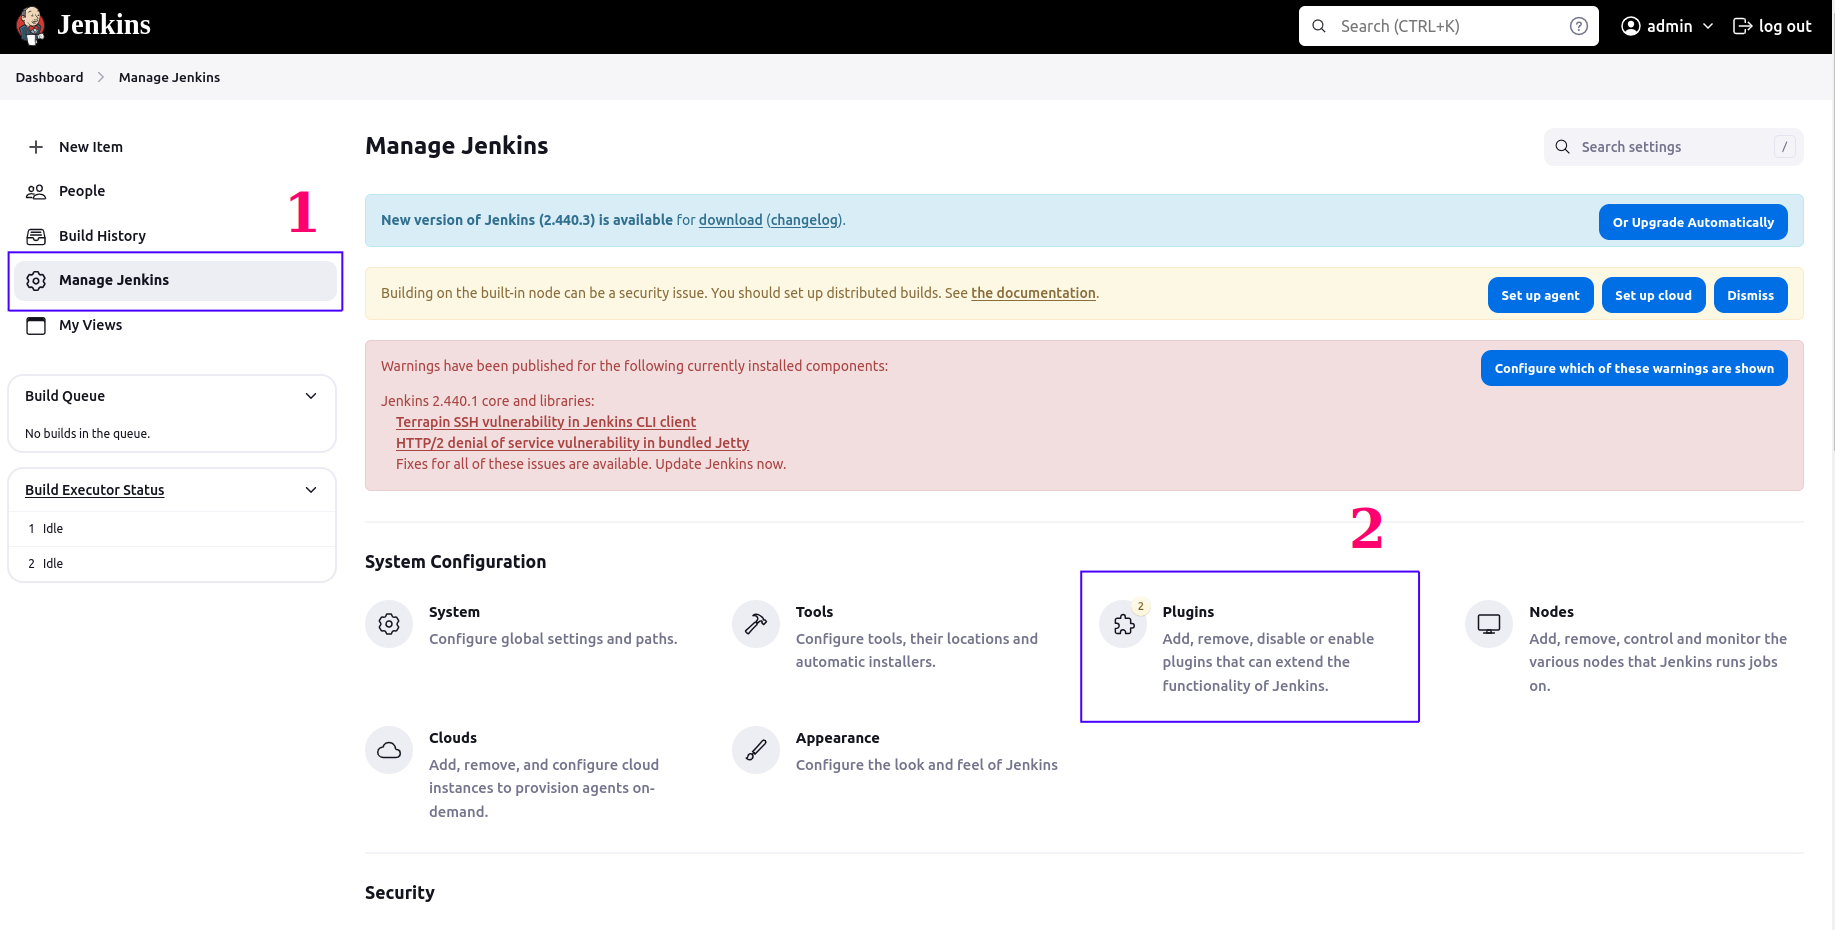 Jenkins
Search (CTRL+K)
?
admin
log out
Dashboard
Manage Jenkins
New Item
People
Build History
Manage Jenkins
My Views
1
Build Queue
No builds in the queue.
Build Executor Status
1 Idle
2 Idle
Manage Jenkins
Search settings
/
New version of Jenkins (2.440.3) is available for download (changelog).
Or Upgrade Automatically
Building on the built-in node can be a security issue. You should set up distributed builds. See the documentation.
Set up agent
Set up cloud
Dismiss
Warnings have been published for the following currently installed components:
Configure which of these warnings are shown
Jenkins 2.440.1 core and libraries:
Terrapin SSH vulnerability in Jenkins CLI client
HTTP/2 denial of service vulnerability in bundled Jetty
Fixes for all of these issues are available. Update Jenkins now.
2
System Configuration
System
Configure global settings and paths.
Tools
Configure tools, their locations and
automatic installers.
2
Plugins
Add, remove, disable or enable
plugins that can extend the
functionality of Jenkins.
Nodes
Add, remove, control and monitor the
various nodes that Jenkins runs jobs
on.
Clouds
Add, remove, and configure cloud
instances to provision agents on-
demand.
Appearance
Configure the look and feel of Jenkins
Security